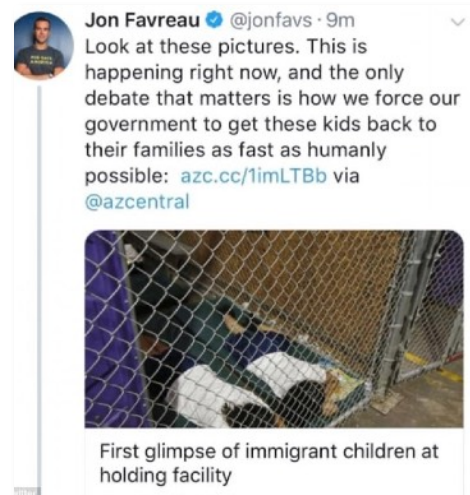 Jon Favreau @jonfavs · 9m
Look at these pictures. This is
happening right now, and the only
debate that matters is how we force our
government to get these kids back to
their families as fast as humanly
possible: azc.cc/1imLTBb via
@azcentral
First glimpse of immigrant children at
holding facility